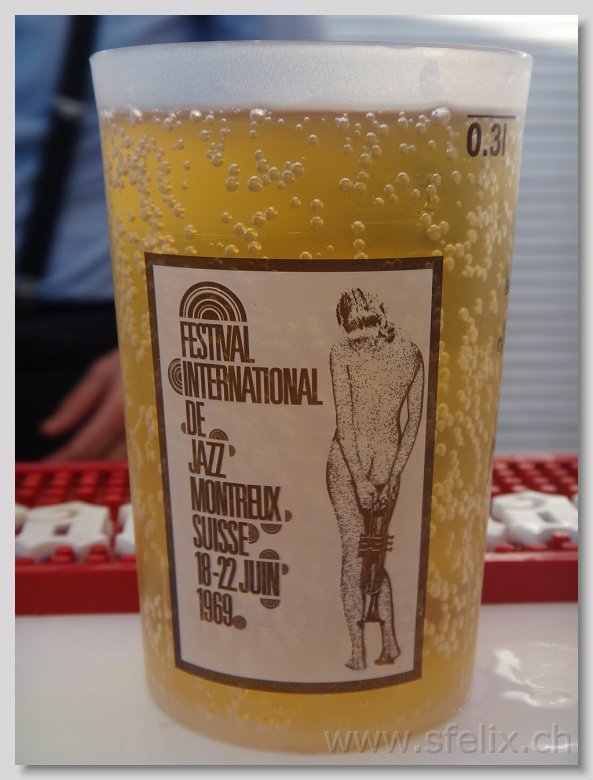 0.3l
FESTIVAL
INTERNATIONAL
DE
JAZZ
MONTREUX
SUISSE
18-22 JUIN
1969
www.sfelix.ch